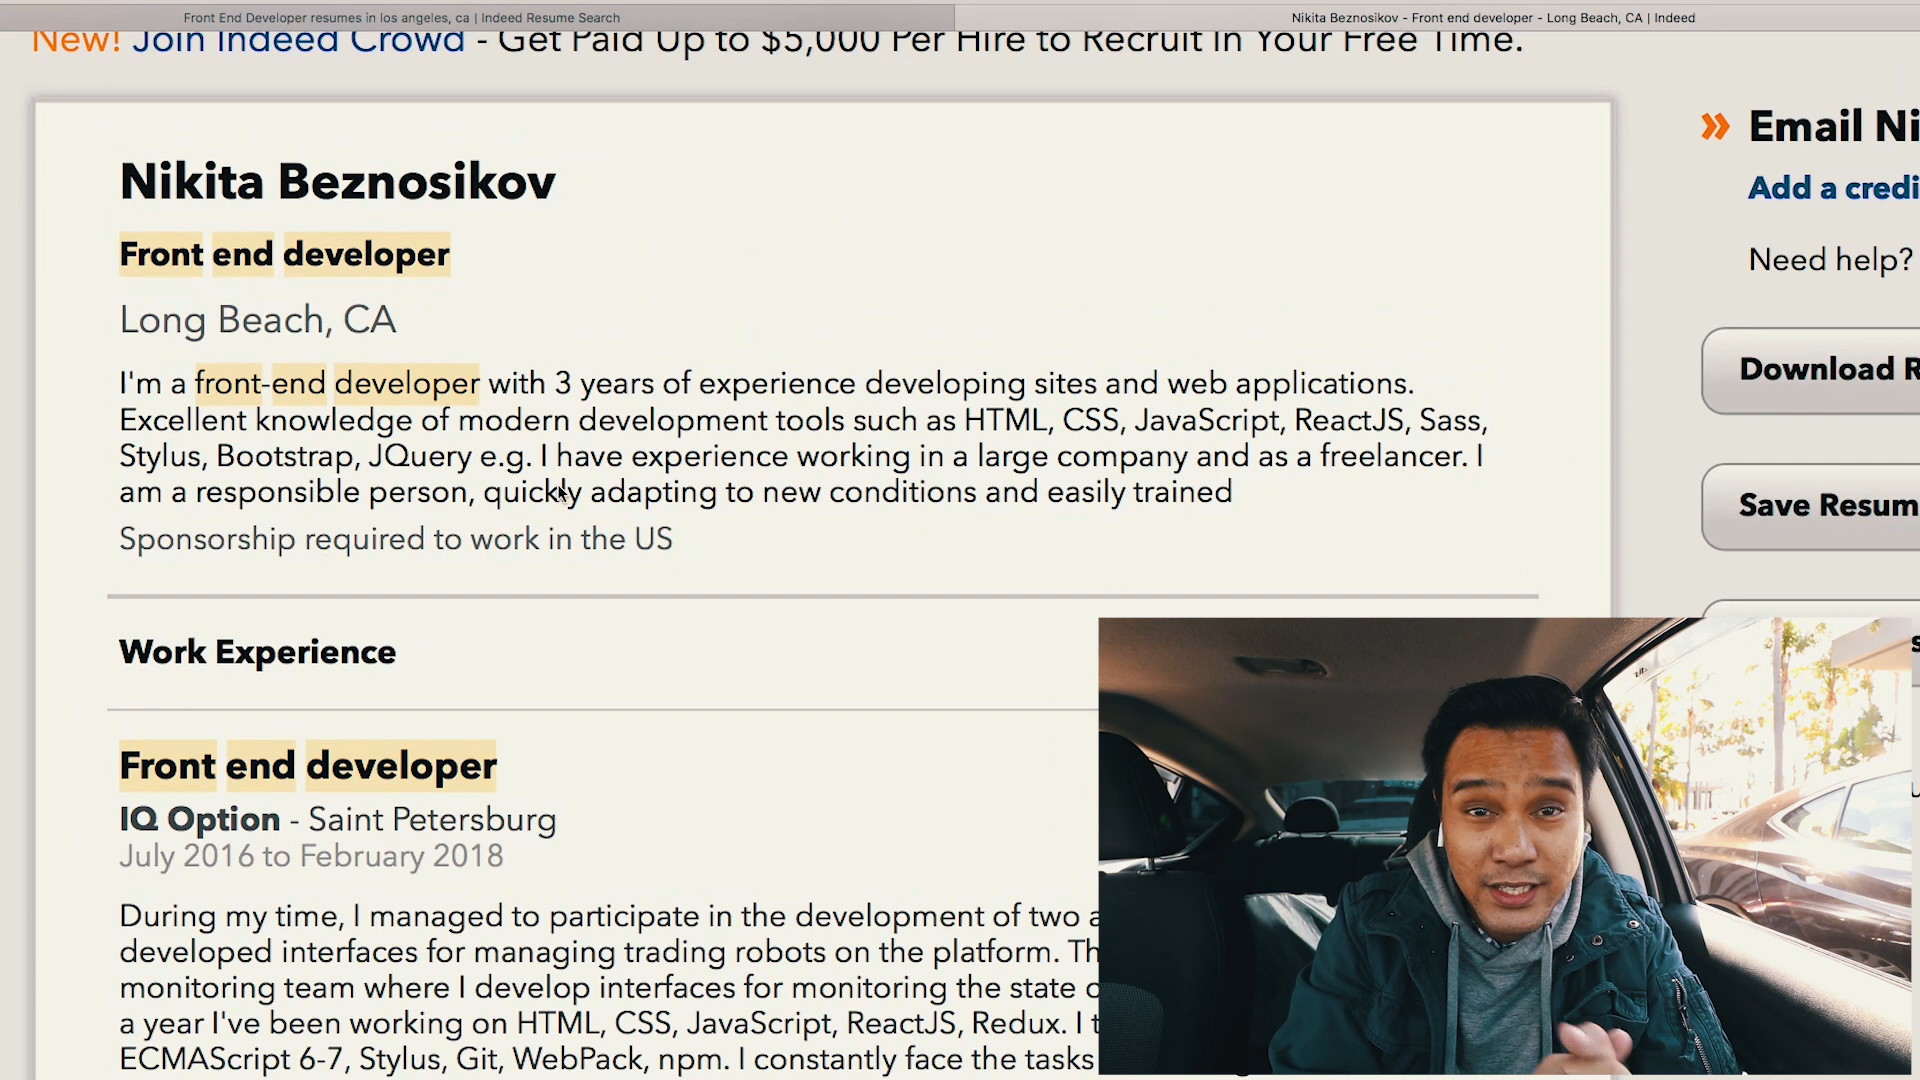 Front End Developer resumes in los angeles, ca | Indeed Resume Search
Nikita Beznosikov - Front end developer - Long Beach, CA | Indeed
New! Join Indeed Crowd - Get Paid Up to $5,000 Per Hire to Recruit In Your Free Time.
Nikita Beznosikov
Front end developer
Long Beach, CA
I'm a front-end developer with 3 years of experience developing sites and web applications.
Excellent knowledge of modern development tools such as HTML, CSS, JavaScript, ReactJS, Sass,
Stylus, Bootstrap, JQuery e.g. I have experience working in a large company and as a freelancer. I
am a responsible person, quickly adapting to new conditions and easily trained
Sponsorship required to work in the US
Work Experience
Front end developer
IQ Option - Saint Petersburg
July 2016 to February 2018
During my time, I managed to participate in the development of two a
developed interfaces for managing trading robots on the platform. Th
monitoring team where I develop interfaces for monitoring the state o
a year I've been working on HTML, CSS, JavaScript, ReactJS, Redux. I t
ECMAScript 6-7, Stylus, Git, WebPack, npm. I constantly face the tasks
» Email Ni
Add a credi
Need help?
Download R
Save Resum